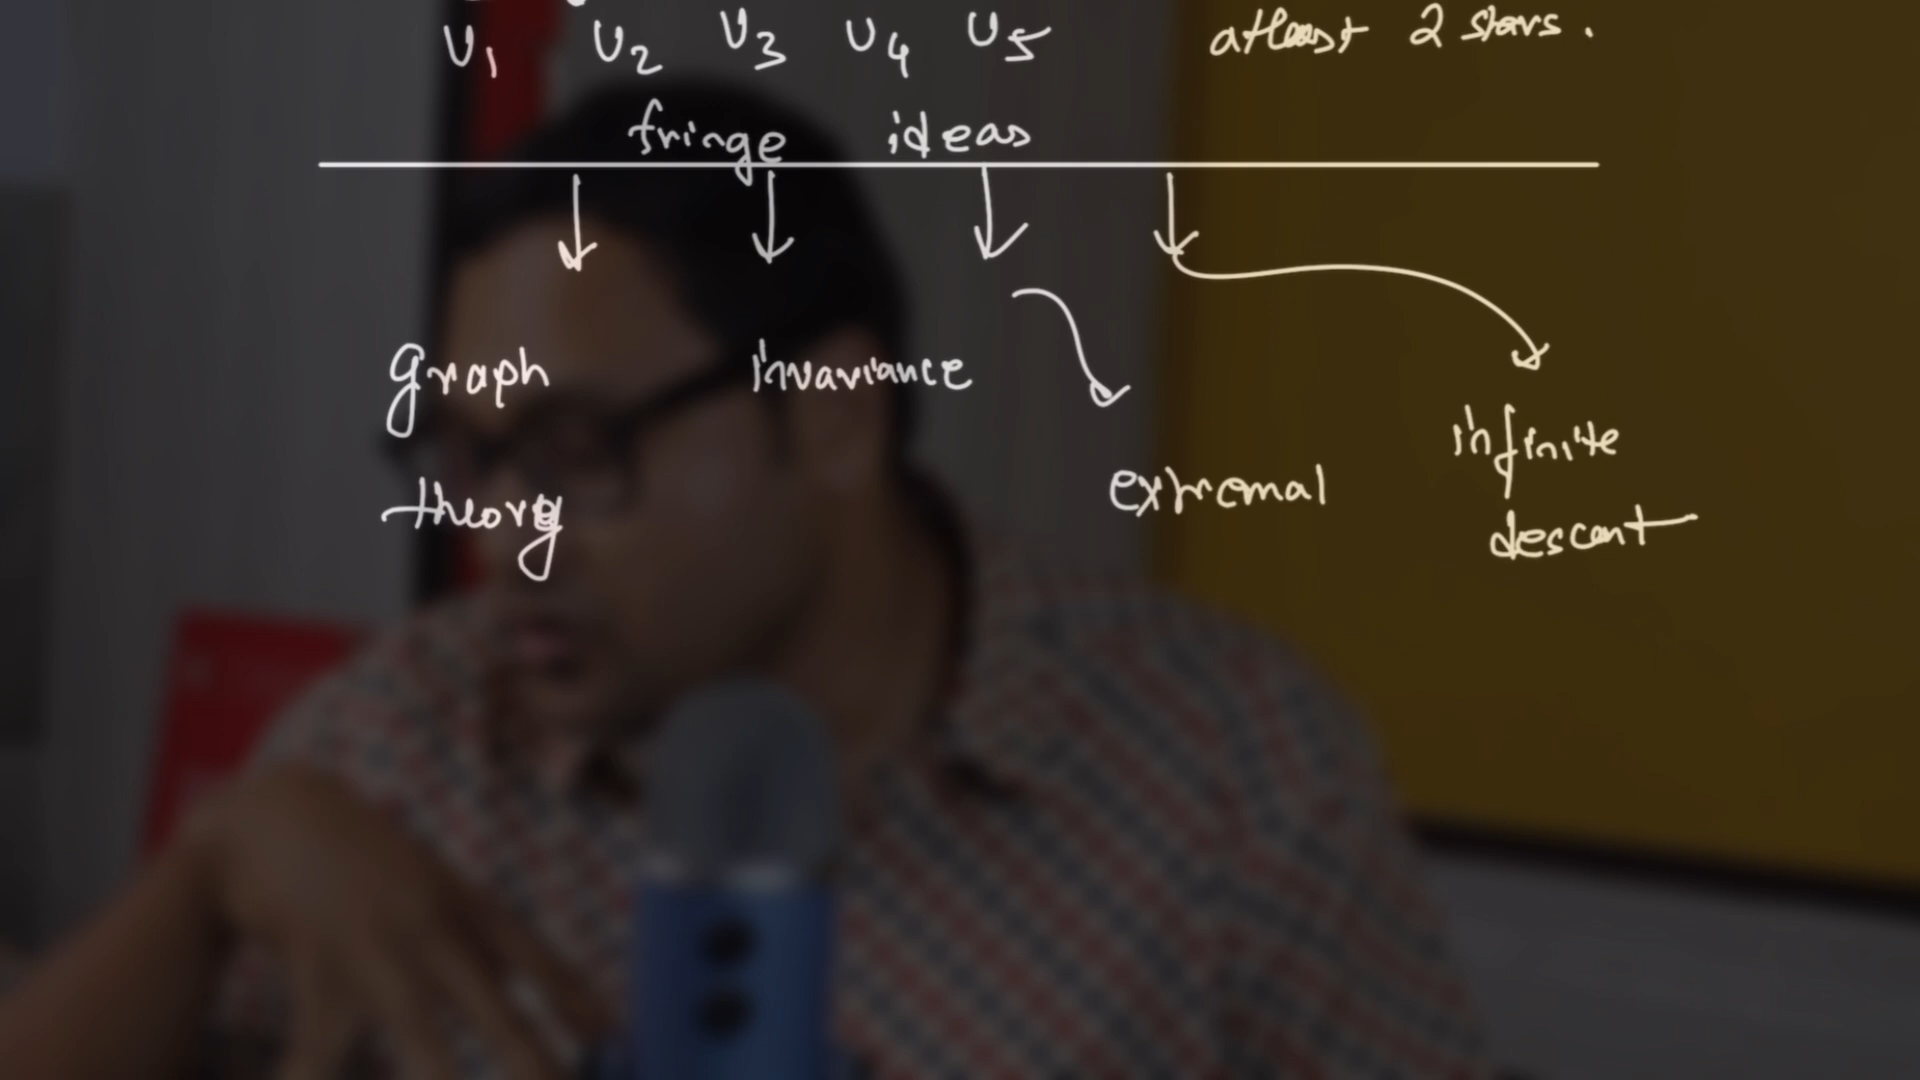 U1 U2 U3 U4 U5 atleast 2 stars.
fringe ideas
graph theory
invariance
extremal
infinite descent